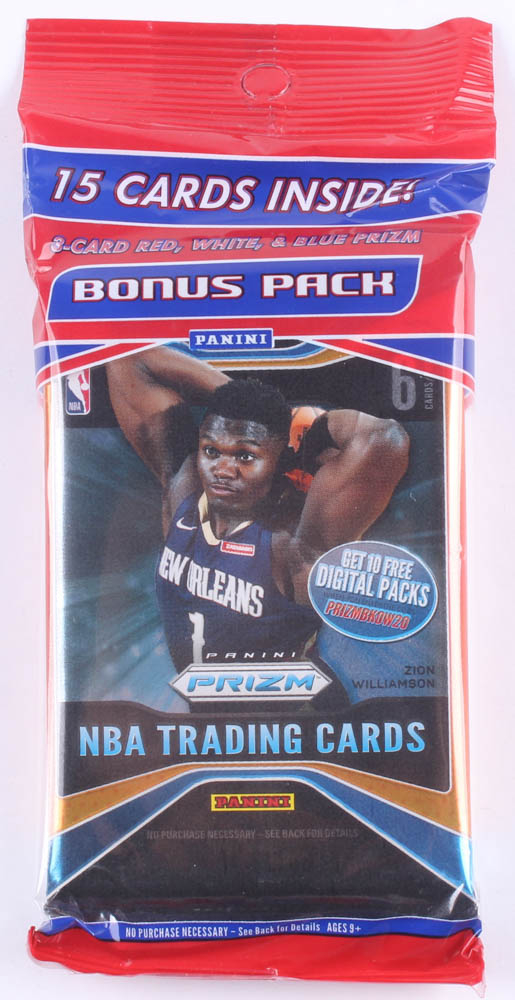 15 CARDS INSIDE!
3-CARD RED, WHITE, & BLUE PRIZM
BONUS PACK
PANINI
NBA
6
CARDS
NEW ORLEANS
1
GET 10 FREE
DIGITAL PACKS
PRIZMBKOW20
PANINI
PRIZM
ZION
WILLIAMSON
NBA TRADING CARDS
PANINI
NO PURCHASE NECESSARY – SEE BACK FOR DETAILS
NO PURCHASE NECESSARY – See Back for Details AGES 9+